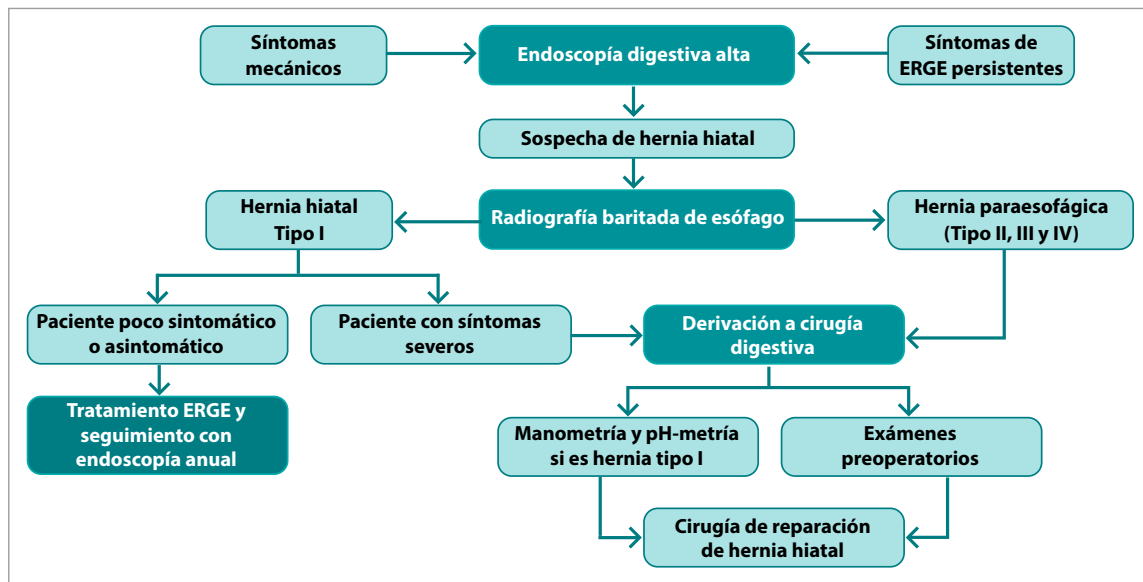 Síntomas
mecánicos
Endoscopía digestiva alta
Síntomas de
ERGE persistentes
Sospecha de hernia hiatal
Hernia hiatal
Tipo I
Radiografía baritada de esófago
Hernia paraesofágica
(Tipo II, III y IV)
Paciente poco sintomático
o asintomático
Paciente con síntomas
severos
Derivación a cirugía
digestiva
Tratamiento ERGE y
seguimiento con
endoscopía anual
Manometría y pH-metría
si es hernia tipo I
Exámenes
preoperatorios
Cirugía de reparación
de hernia hiatal